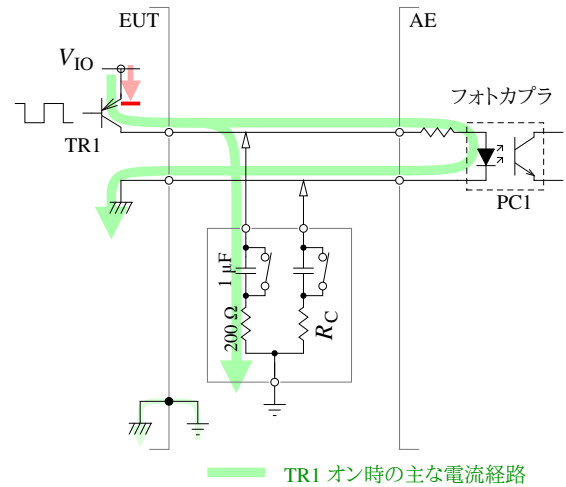 EUT
AE
V_IO
フォトカプラ
TR1
PC1
1 μF
200 Ω
R_C
TR1 オン時の主な電流経路